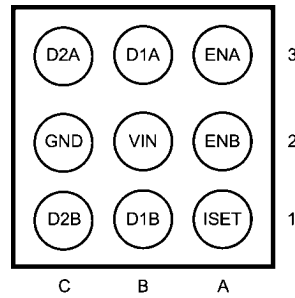 D2A D1A ENA 3
GND VIN ENB 2
D2B D1B ISET 1
C B A